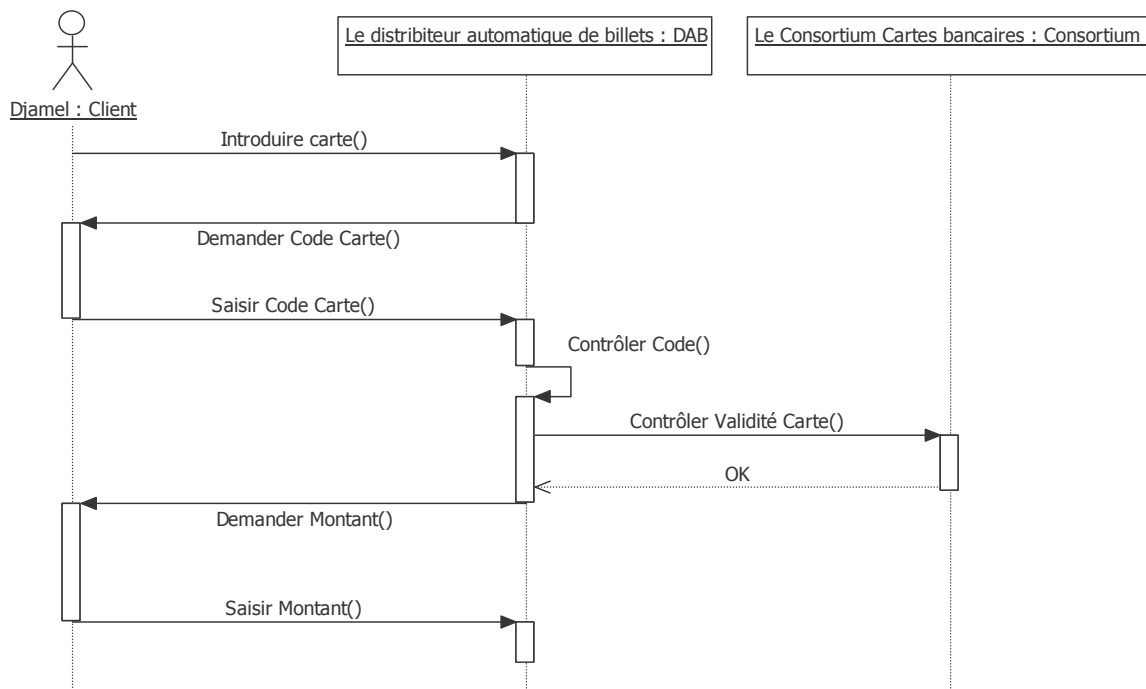 Le distribiteur automatique de billets : DAB
Le Consortium Cartes bancaires : Consortium
Djamel : Client
Introduire carte()
Demander Code Carte()
Saisir Code Carte()
Contrôler Code()
Contrôler Validité Carte()
OK
Demander Montant()
Saisir Montant()